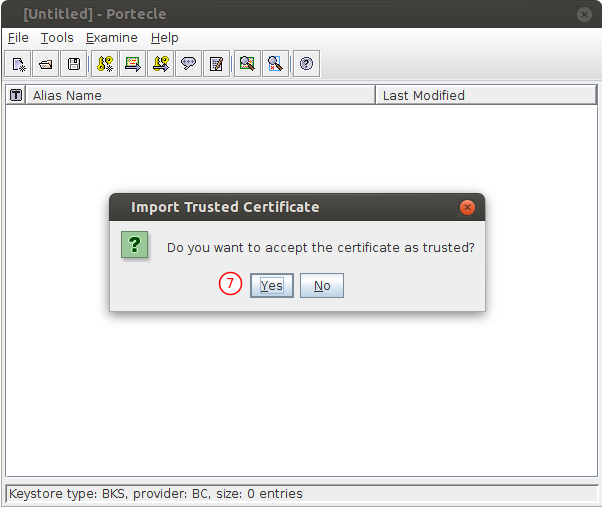 [Untitled] - Portecle
File Tools Examine Help
T Alias Name Last Modified
Import Trusted Certificate
? Do you want to accept the certificate as trusted?
7 Yes No
Keystore type: BKS, provider: BC, size: 0 entries